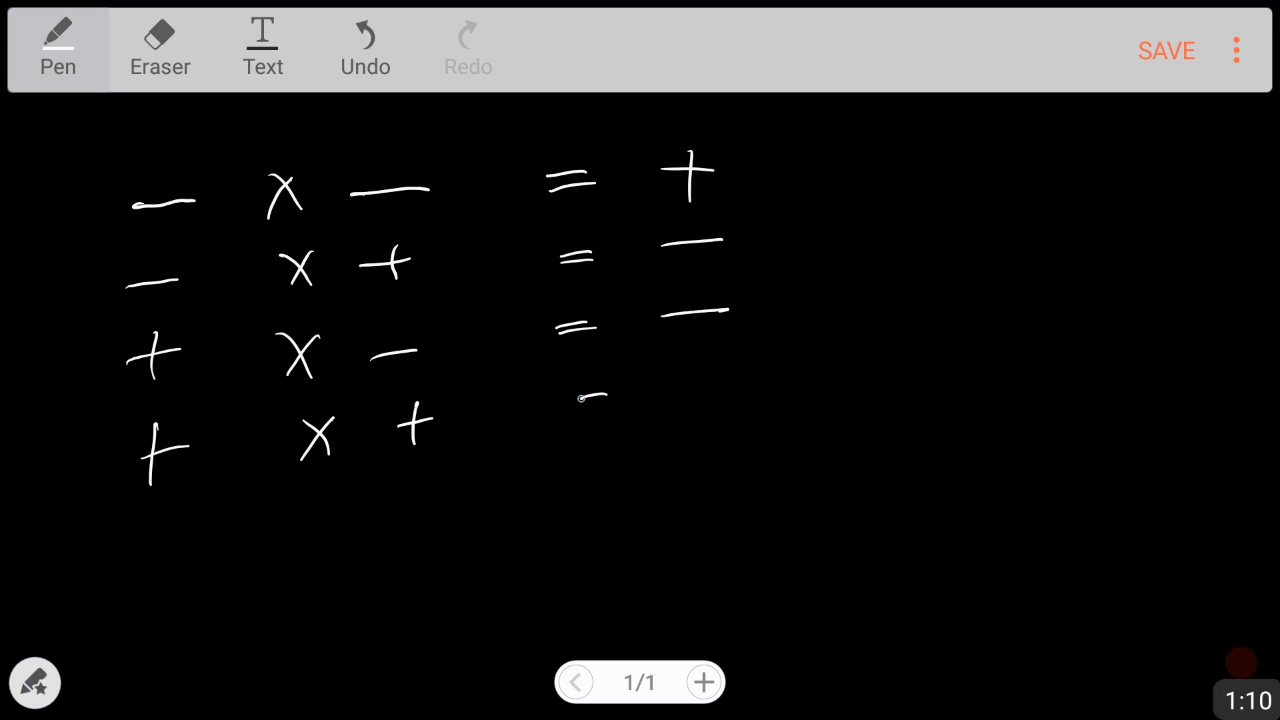 Pen Eraser Text Undo Redo SAVE
— x — = +
— x + = —
+ x — = —
+ x + -
1/1
1:10